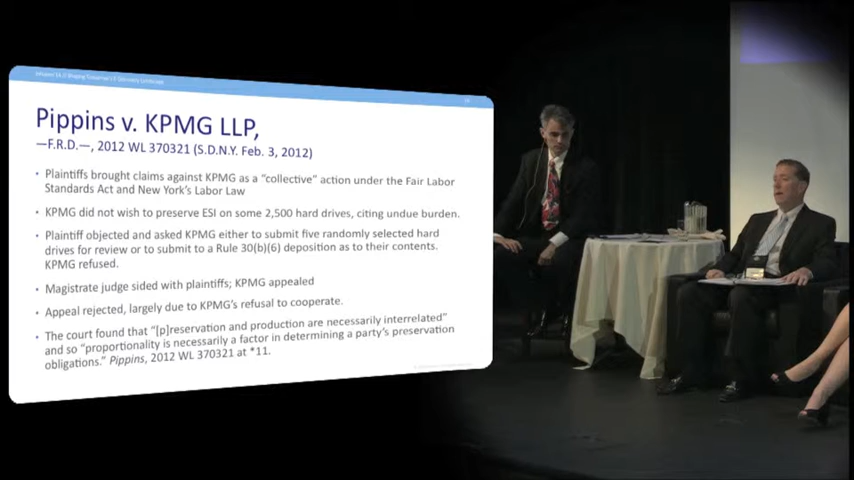 Pippins v. KPMG LLP,
—F.R.D.—, 2012 WL 370321 (S.D.N.Y. Feb. 3, 2012)
• Plaintiffs brought claims against KPMG as a “collective” action under the Fair Labor
Standards Act and New York’s Labor Law
• KPMG did not wish to preserve ESI on some 2,500 hard drives, citing undue burden.
• Plaintiff objected and asked KPMG either to submit five randomly selected hard
drives for review or to submit to a Rule 30(b)(6) deposition as to their contents.
KPMG refused.
• Magistrate judge sided with plaintiffs; KPMG appealed
• Appeal rejected, largely due to KPMG’s refusal to cooperate.
• The court found that “[p]reservation and production are necessarily interrelated”
and so “proportionality is necessarily a factor in determining a party’s preservation
obligations.” Pippins, 2012 WL 370321 at *11.